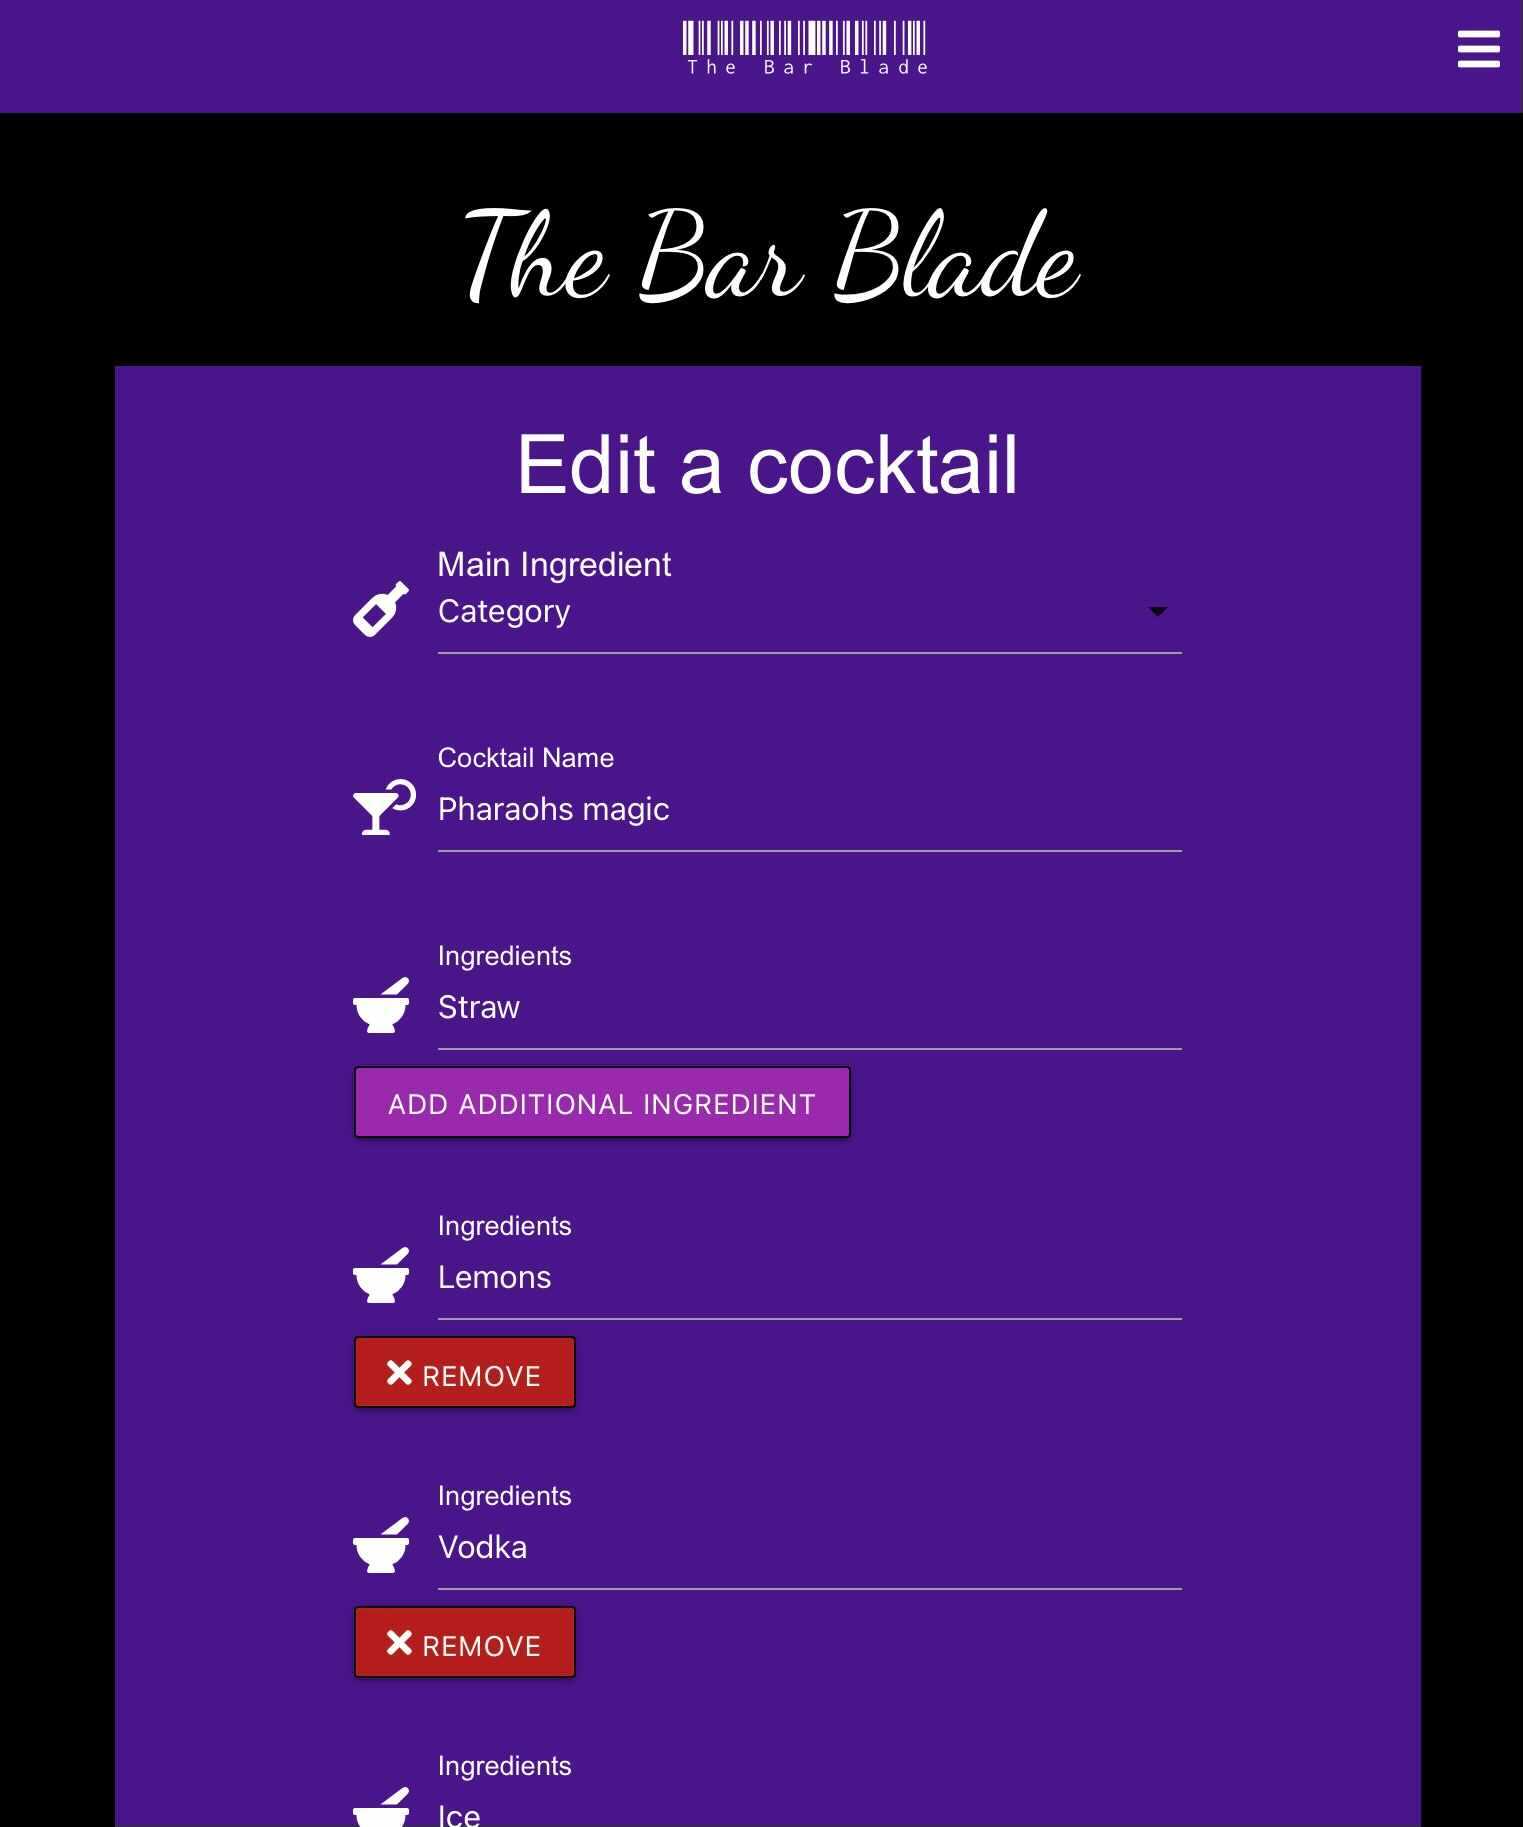 The Bar Blade
The Bar Blade
Edit a cocktail
Main Ingredient
Category
Cocktail Name
Pharaohs magic
Ingredients
Straw
ADD ADDITIONAL INGREDIENT
Ingredients
Lemons
REMOVE
Ingredients
Vodka
REMOVE
Ingredients
Ice